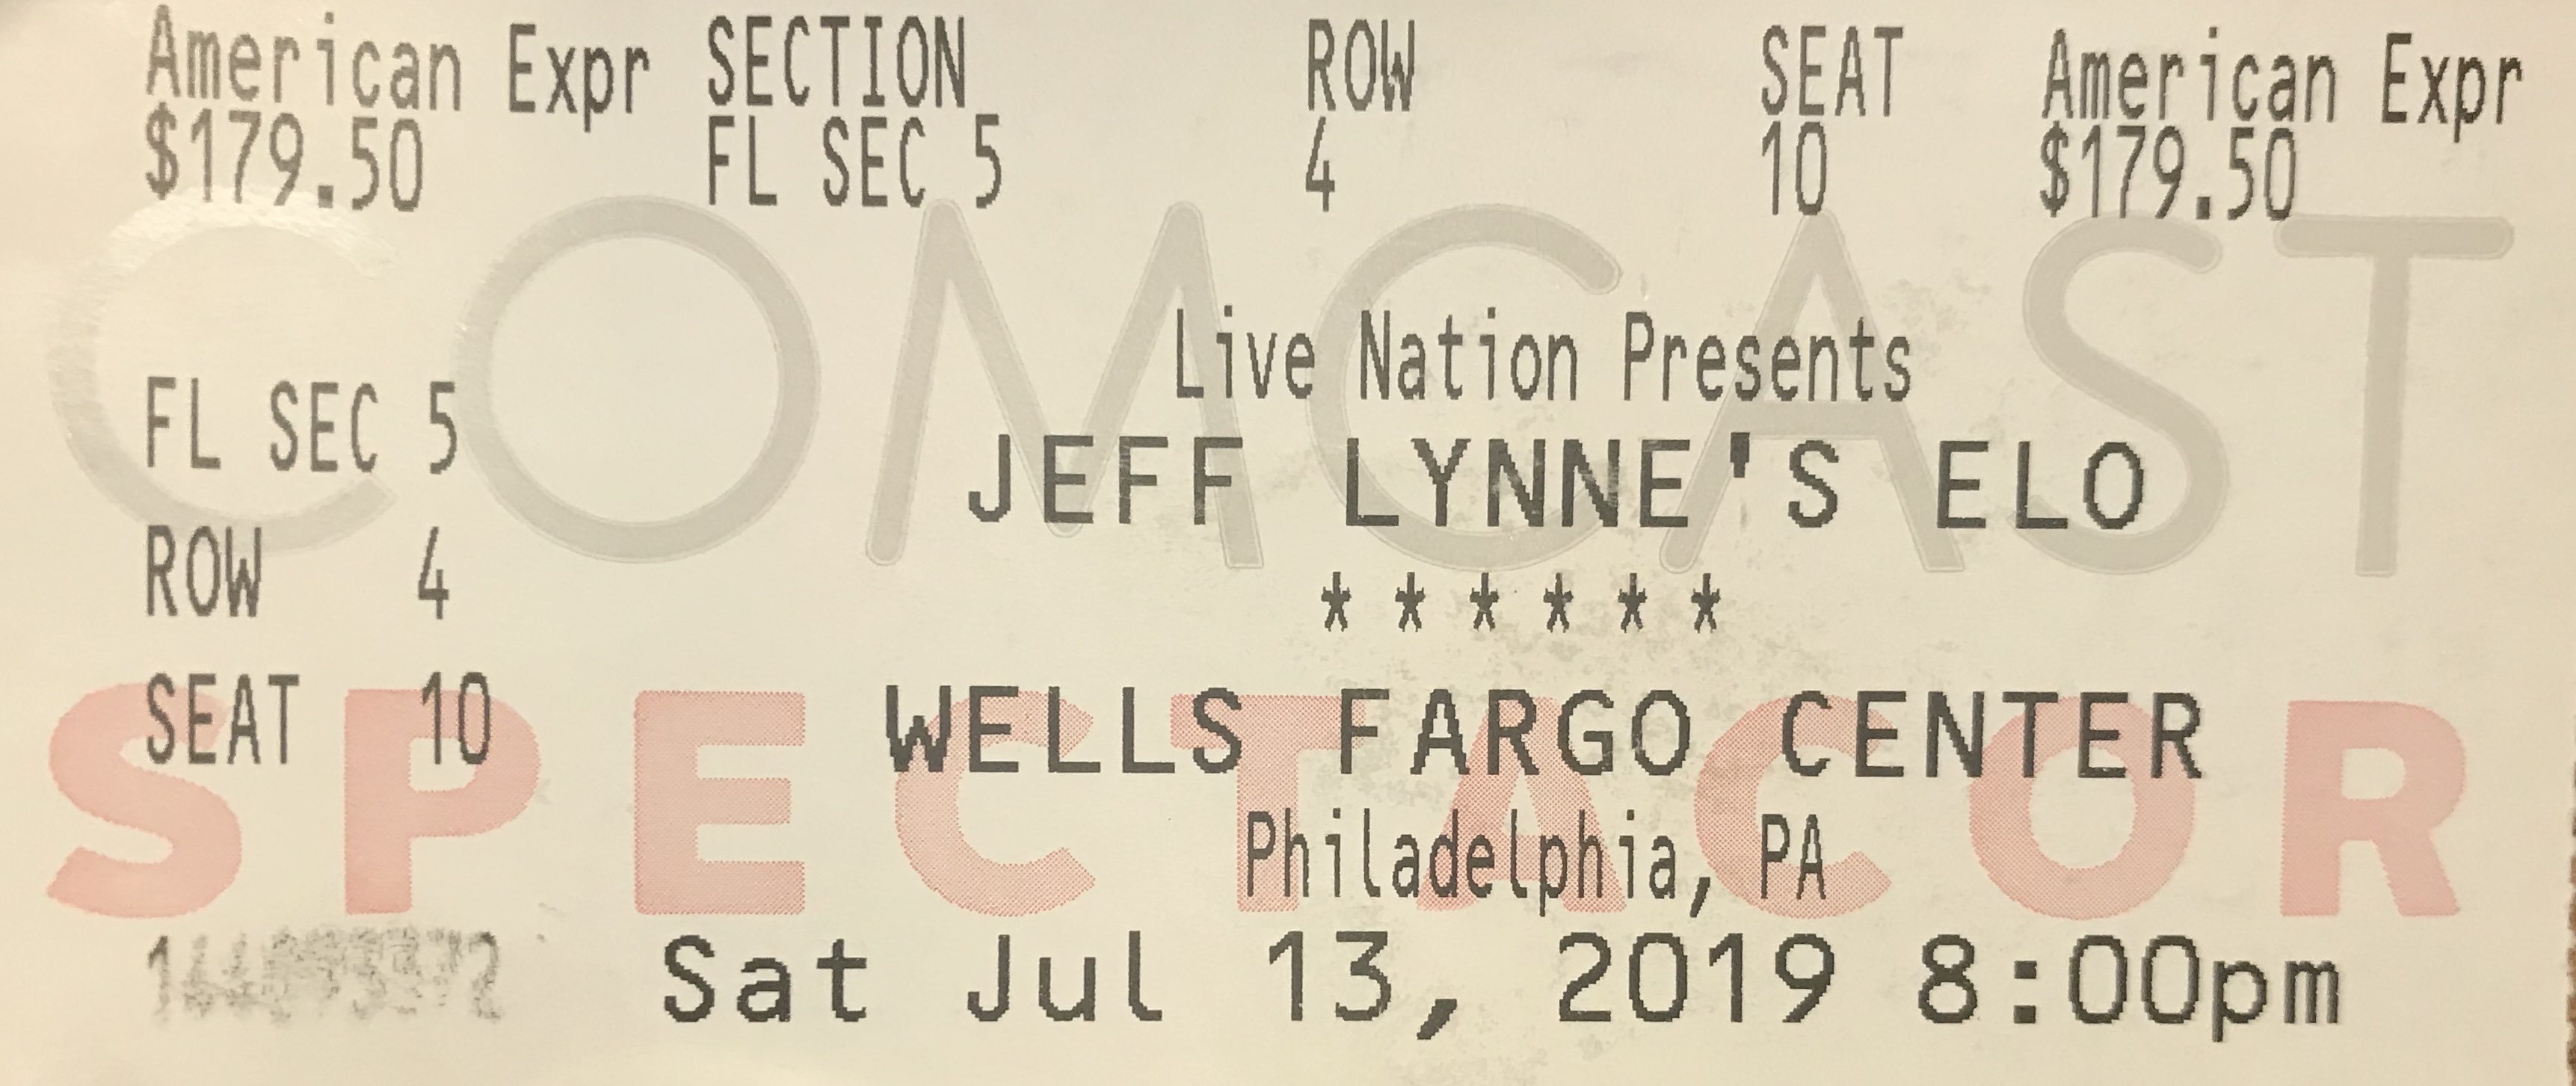 American Expr SECTION ROW SEAT American Expr
$179.50 FL SEC 5 4 10 $179.50
COMCAST
Live Nation Presents
FL SEC 5 JEFF LYNNE'S ELO
ROW 4 ******
SEAT 10 WELLS FARGO CENTER
SPECTACOR
Philadelphia, PA
Sat Jul 13, 2019 8:00pm